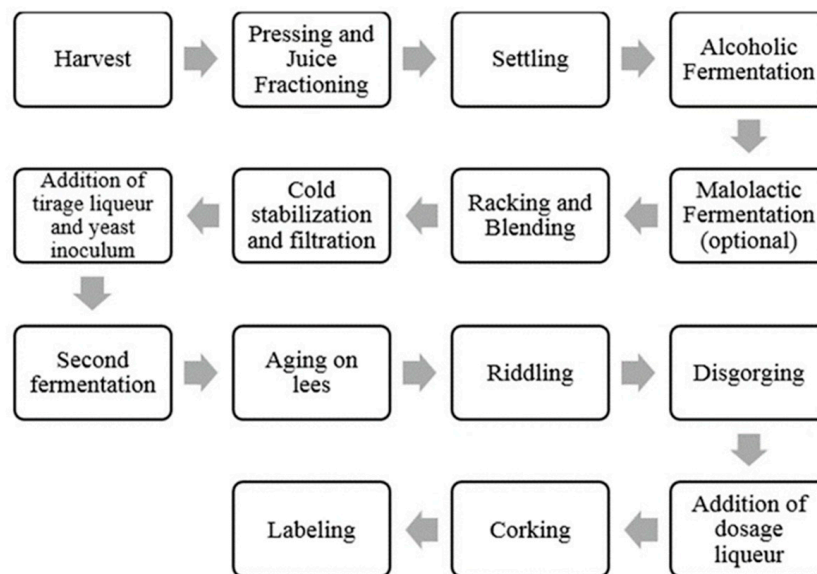 Harvest
Pressing and
Juice
Fractioning
Settling
Alcoholic
Fermentation
Malolactic
Fermentation
(optional)
Racking and
Blending
Cold
stabilization
and filtration
Addition of
tirage liqueur
and yeast
inoculum
Second
fermentation
Aging on
lees
Riddling
Disgorging
Addition of
dosage
liqueur
Corking
Labeling